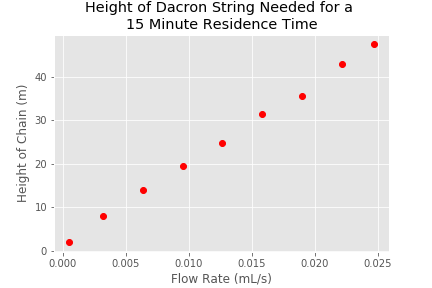 Height of Dacron String Needed for a
15 Minute Residence Time
Height of Chain (m)
40
30
20
10
0
0.000 0.005 0.010 0.015 0.020 0.025
Flow Rate (mL/s)